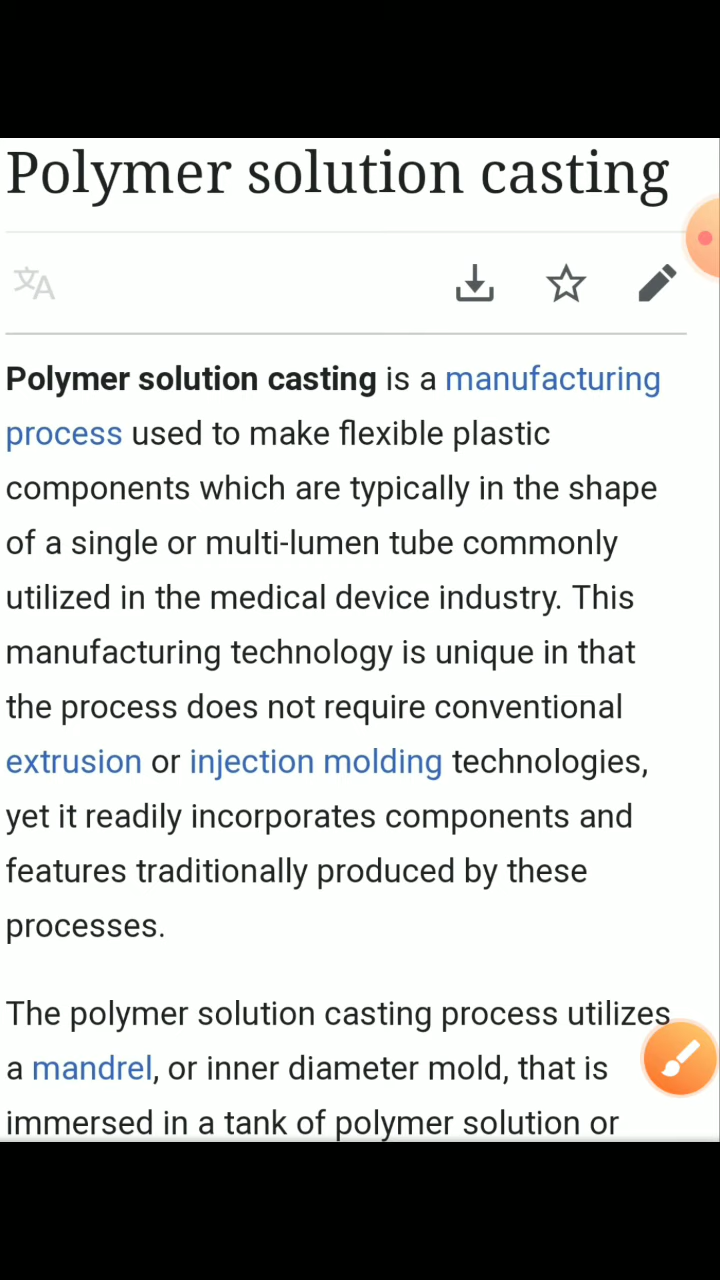 Polymer solution casting
Polymer solution casting is a manufacturing
process used to make flexible plastic
components which are typically in the shape
of a single or multi-lumen tube commonly
utilized in the medical device industry. This
manufacturing technology is unique in that
the process does not require conventional
extrusion or injection molding technologies,
yet it readily incorporates components and
features traditionally produced by these
processes.
The polymer solution casting process utilizes
a mandrel, or inner diameter mold, that is
immersed in a tank of polymer solution or